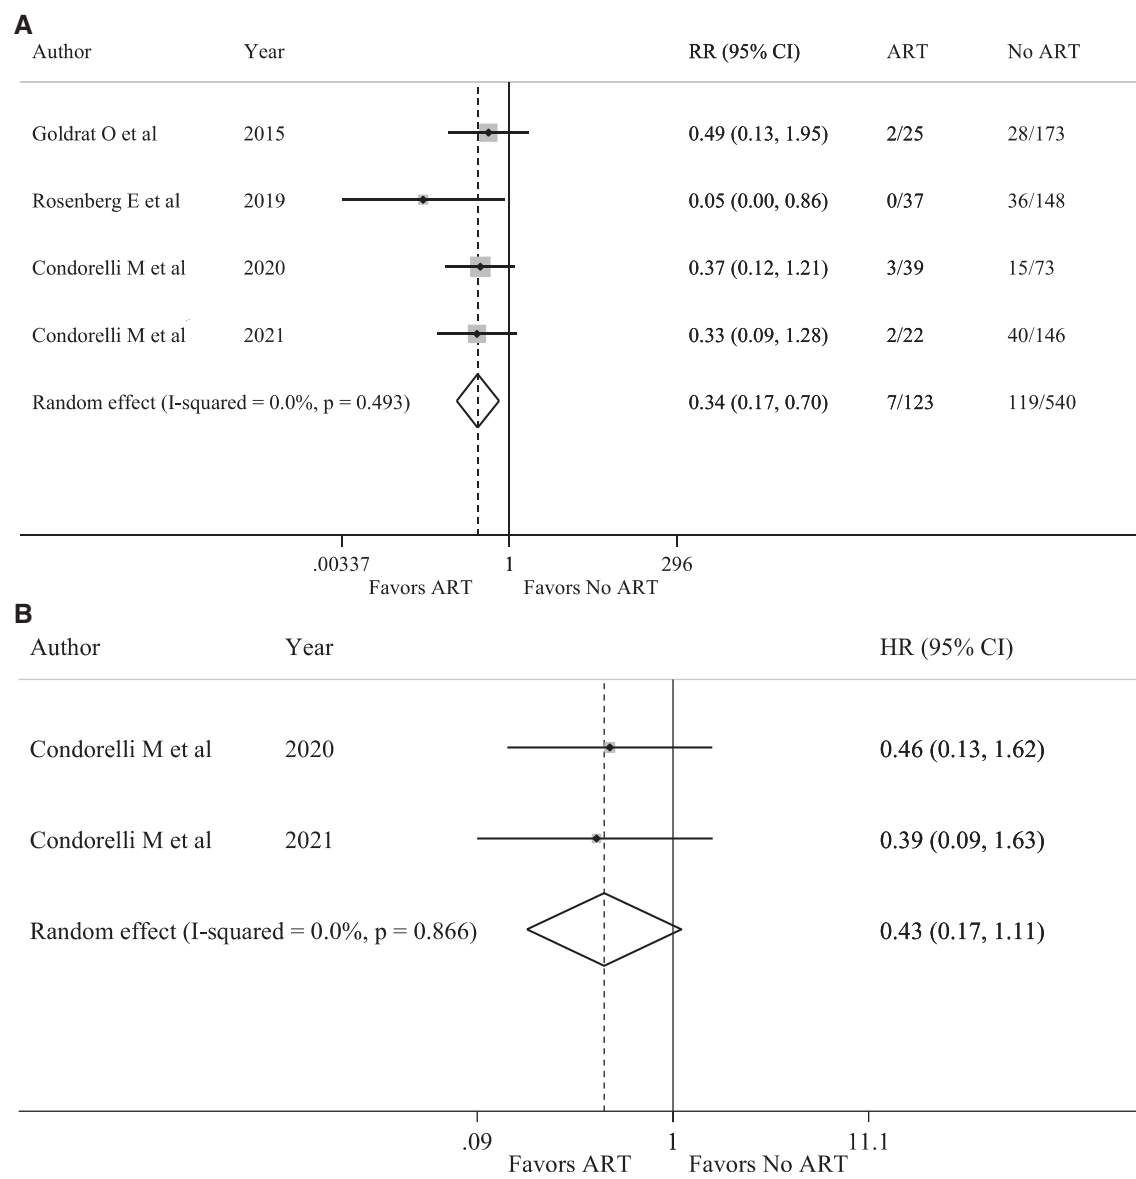 A
Author Year RR (95% CI) ART No ART
Goldrat O et al 2015 0.49 (0.13, 1.95) 2/25 28/173
Rosenberg E et al 2019 0.05 (0.00, 0.86) 0/37 36/148
Condorelli M et al 2020 0.37 (0.12, 1.21) 3/39 15/73
Condorelli M et al 2021 0.33 (0.09, 1.28) 2/22 40/146
Random effect (I-squared = 0.0%, p = 0.493) 0.34 (0.17, 0.70) 7/123 119/540
.00337 1 296
Favors ART Favors No ART
B
Author Year HR (95% CI)
Condorelli M et al 2020 0.46 (0.13, 1.62)
Condorelli M et al 2021 0.39 (0.09, 1.63)
Random effect (I-squared = 0.0%, p = 0.866) 0.43 (0.17, 1.11)
.09 1 11.1
Favors ART Favors No ART